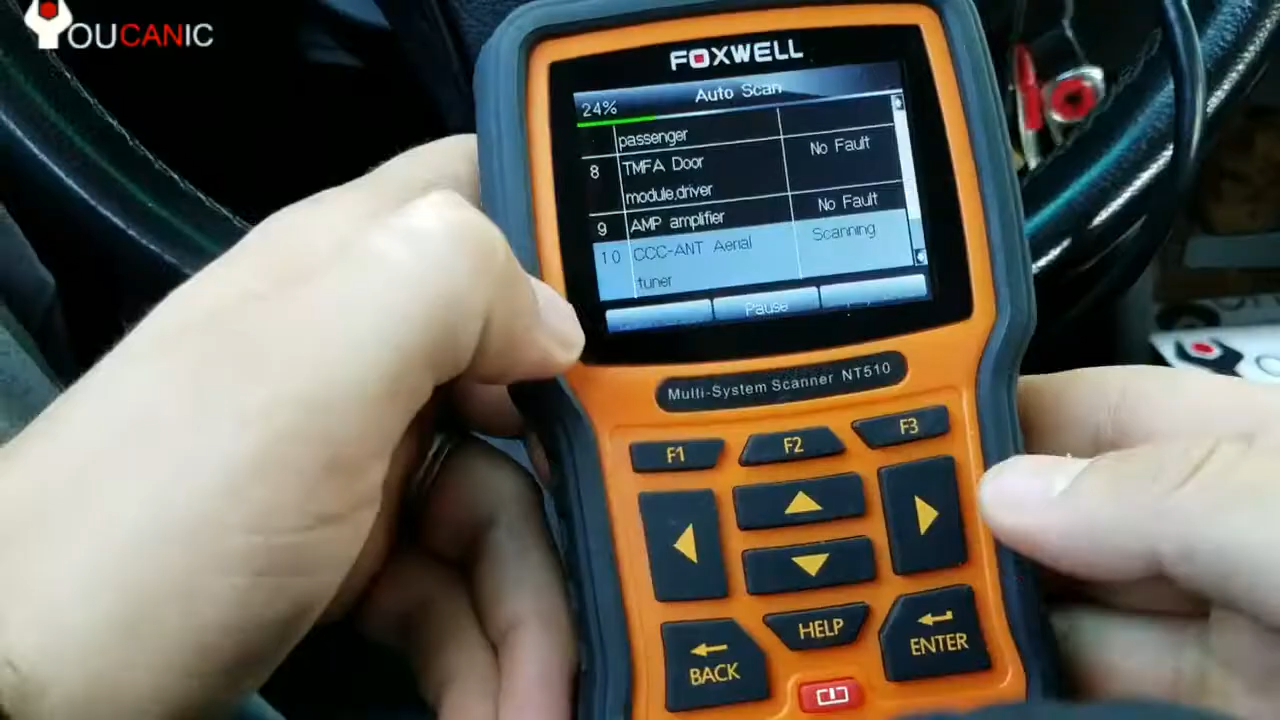 YOUCANIC
FOXWELL
24%
Auto Scan
passenger
8 TMFA Door No Fault
module,driver
9 AMP amplifier No Fault
10 CCC-ANT Aerial Scanning
tuner
Pause
Multi-System Scanner NT510
F1 F2 F3
HELP
BACK
ENTER